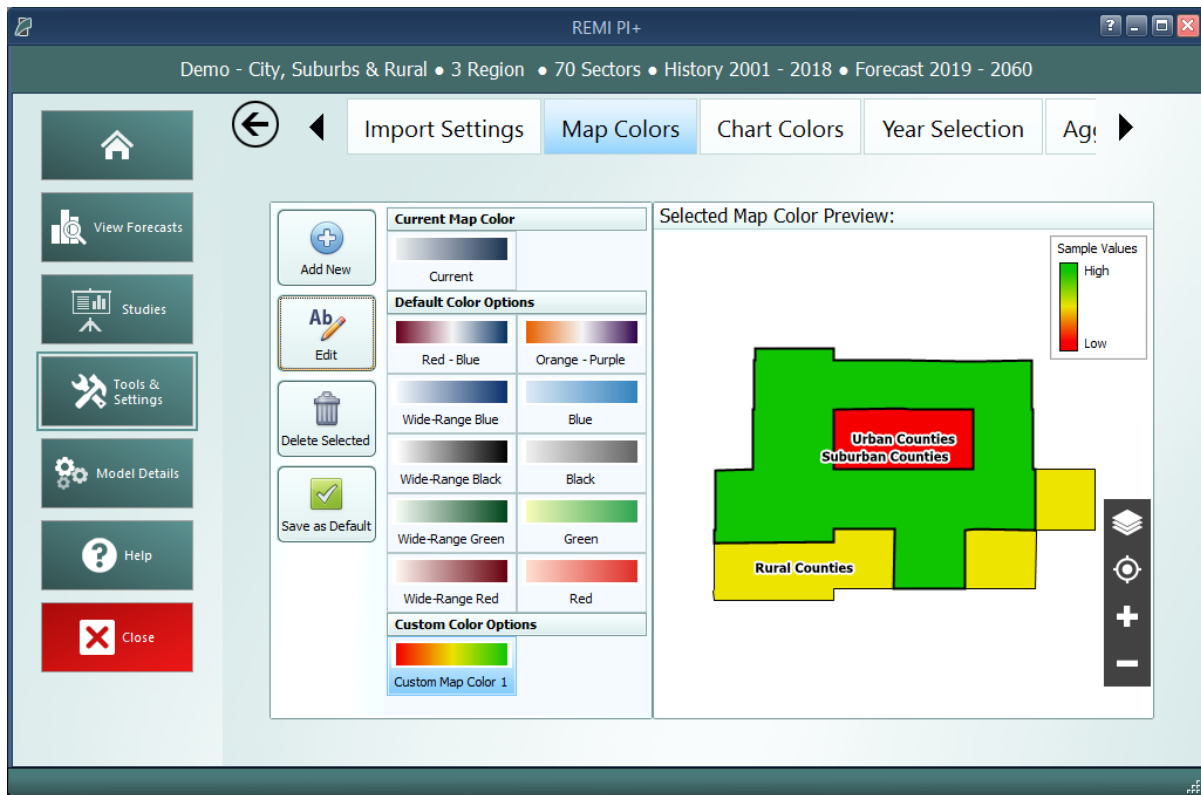 REMI PI+
Demo - City, Suburbs & Rural ● 3 Region ● 70 Sectors ● History 2001 - 2018 ● Forecast 2019 - 2060
Import Settings
Map Colors
Chart Colors
Year Selection
Agg
View Forecasts
Studies
Tools &
Settings
Model Details
Help
Close
Add New
Ab
Edit
Delete Selected
Save as Default
Current Map Color
Current
Default Color Options
Red - Blue
Orange - Purple
Wide-Range Blue
Blue
Wide-Range Black
Black
Wide-Range Green
Green
Wide-Range Red
Red
Custom Color Options
Custom Map Color 1
Selected Map Color Preview:
Sample Values
High
Low
Urban Counties
Suburban Counties
Rural Counties